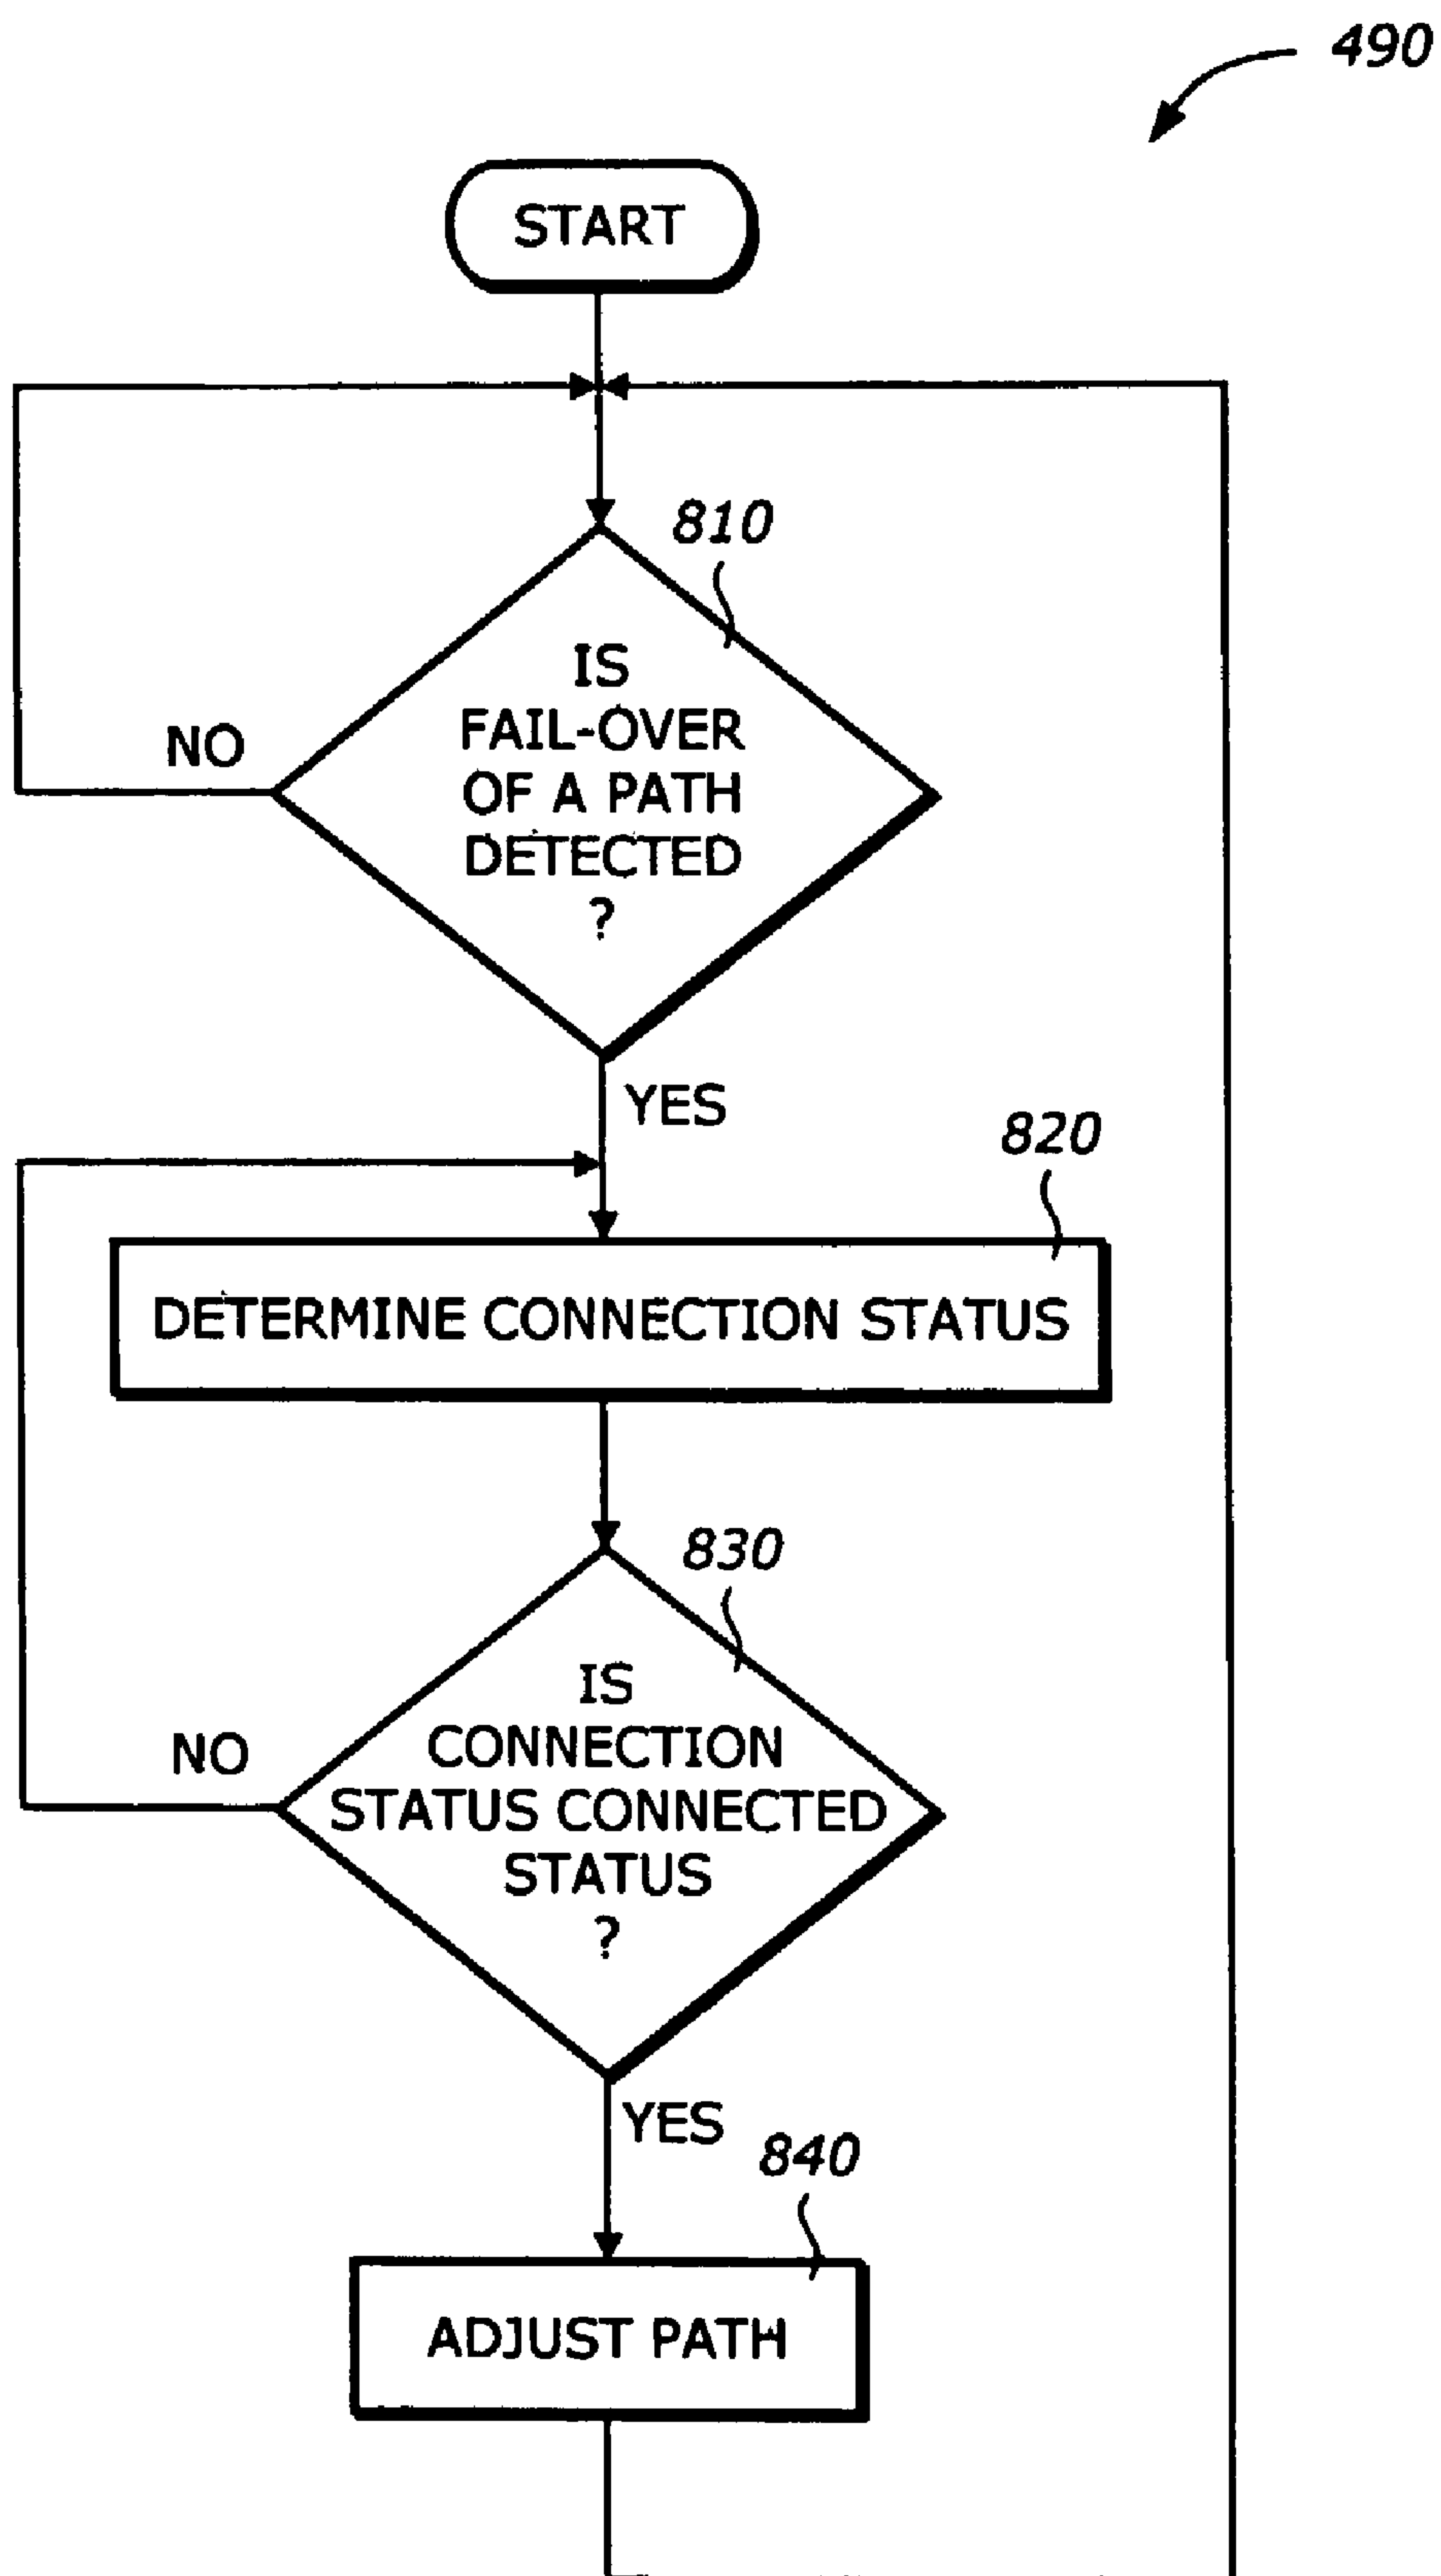 490
START
810
IS
FAIL-OVER
OF A PATH
DETECTED
?
NO
YES
820
DETERMINE CONNECTION STATUS
830
IS
CONNECTION
STATUS CONNECTED
STATUS
?
NO
YES
840
ADJUST PATH